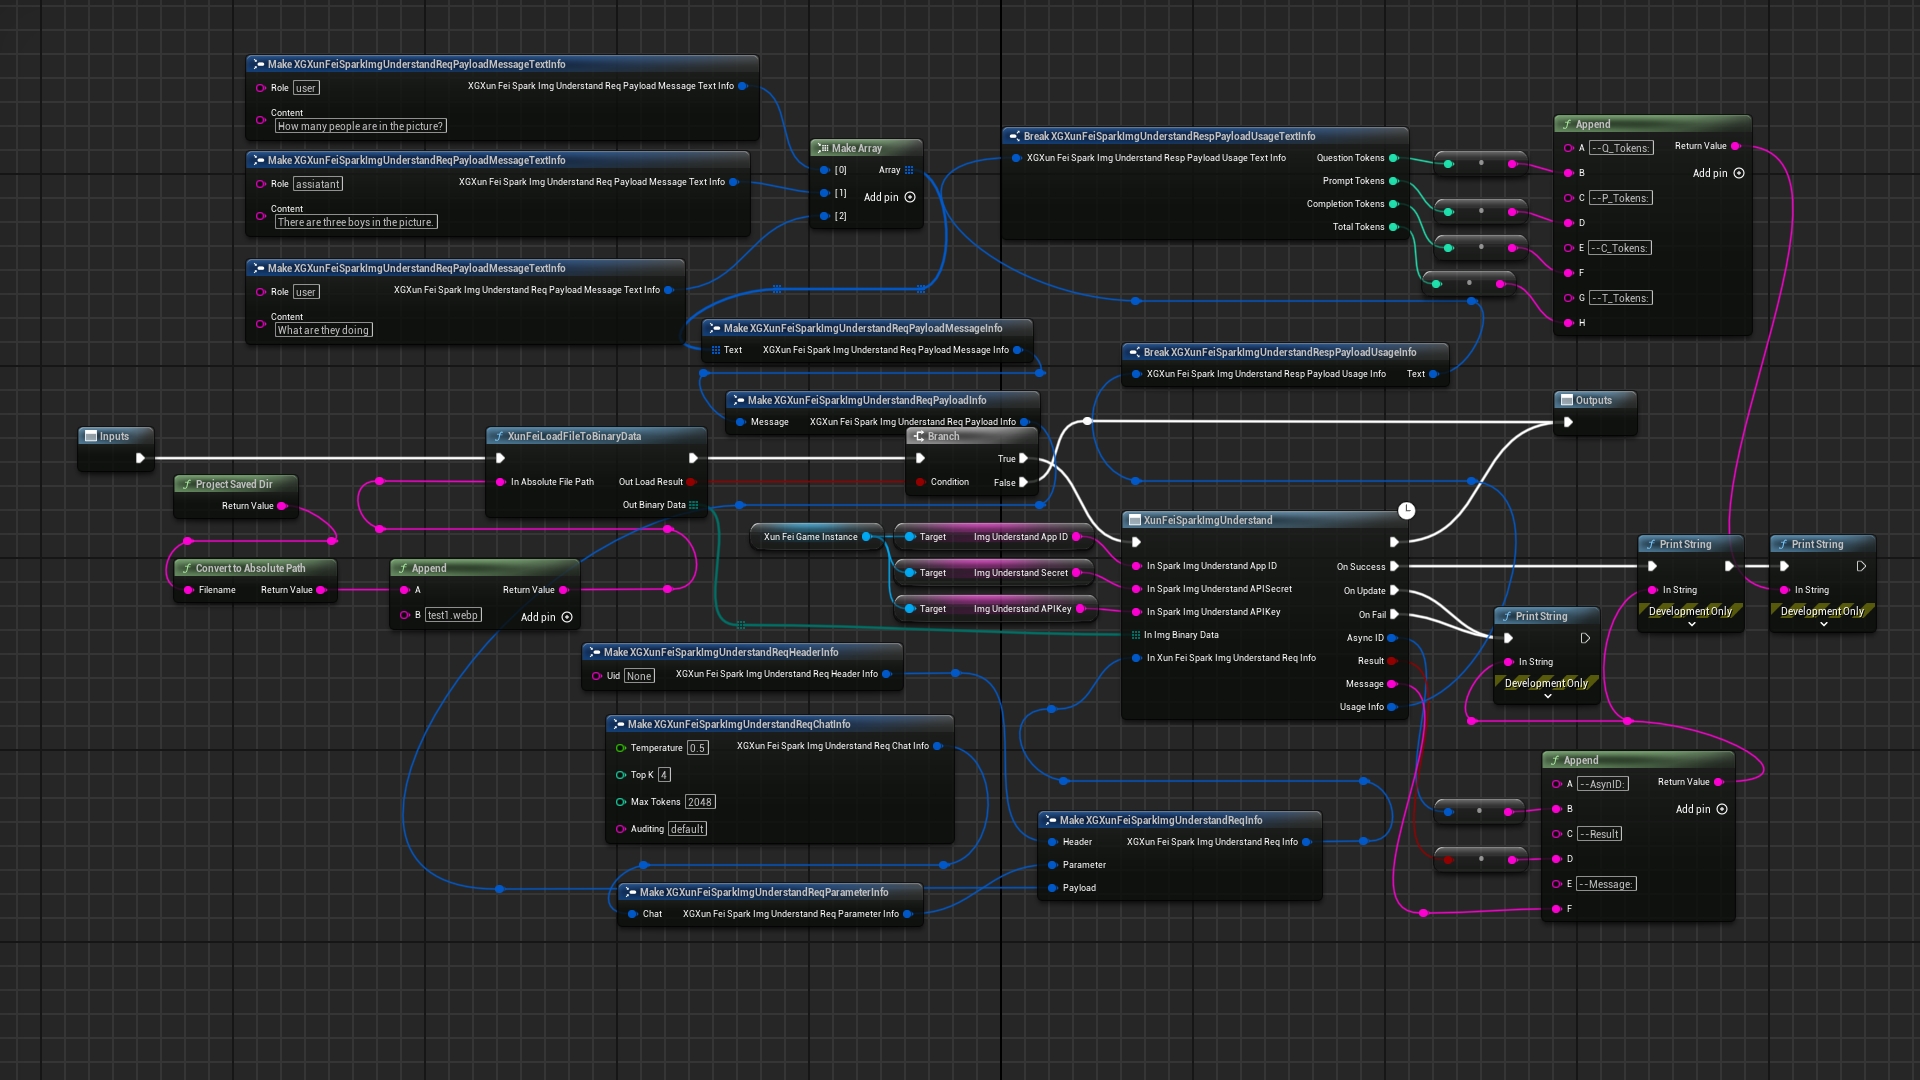 Make XGXunFeiSparkImgUnderstandReqPayloadMessageTextInfo
Role user
XGXun Fei Spark Img Understand Req Payload Message Text Info
Content
How many people are in the picture?
Make XGXunFeiSparkImgUnderstandReqPayloadMessageTextInfo
Role assiatant
XGXun Fei Spark Img Understand Req Payload Message Text Info
Content
There are three boys in the picture.
Make XGXunFeiSparkImgUnderstandReqPayloadMessageTextInfo
Role user
XGXun Fei Spark Img Understand Req Payload Message Text Info
Content
What are they doing
Make Array
[0] Array
[1] Add pin
[2]
Break XGXunFeiSparkImgUnderstandRespPayloadUsageTextInfo
XGXun Fei Spark Img Understand Resp Payload Usage Text Info
Question Tokens
Prompt Tokens
Completion Tokens
Total Tokens
Append
A --Q_Tokens: Return Value
B Add pin
C --P_Tokens:
D
E --C_Tokens:
F
G --T_Tokens:
H
Make XGXunFeiSparkImgUnderstandReqPayloadMessageInfo
Text XGXun Fei Spark Img Understand Req Payload Message Info
Break XGXunFeiSparkImgUnderstandRespPayloadUsageInfo
XGXun Fei Spark Img Understand Resp Payload Usage Info Text
Make XGXunFeiSparkImgUnderstandReqPayloadInfo
Message XGXun Fei Spark Img Understand Req Payload Info
Outputs
Inputs
XunFeiLoadFileToBinaryData
In Absolute File Path Out Load Result
Out Binary Data
Branch
True
Condition False
Project Saved Dir
Return Value
Convert to Absolute Path
Filename Return Value
Append
A Return Value
B test1.webp Add pin
Xun Fei Game Instance
Target Img Understand App ID
Target Img Understand Secret
Target Img Understand APIKey
XunFeiSparkImgUnderstand
In Spark Img Understand App ID On Success
In Spark Img Understand APISecret On Update
In Spark Img Understand APIKey On Fail
In Img Binary Data Async ID
In Xun Fei Spark Img Understand Req Info Result
Message
Usage Info
Print String
In String
Development Only
Print String
In String
Development Only
Print String
In String
Development Only
Make XGXunFeiSparkImgUnderstandReqHeaderInfo
Uid None XGXun Fei Spark Img Understand Req Header Info
Make XGXunFeiSparkImgUnderstandReqChatInfo
Temperature 0.5 XGXun Fei Spark Img Understand Req Chat Info
Top K 4
Max Tokens 2048
Auditing default
Make XGXunFeiSparkImgUnderstandReqParameterInfo
Chat XGXun Fei Spark Img Understand Req Parameter Info
Make XGXunFeiSparkImgUnderstandReqInfo
Header XGXun Fei Spark Img Understand Req Info
Parameter
Payload
Append
A --AsynID: Return Value
B Add pin
C --Result
D
E --Message:
F